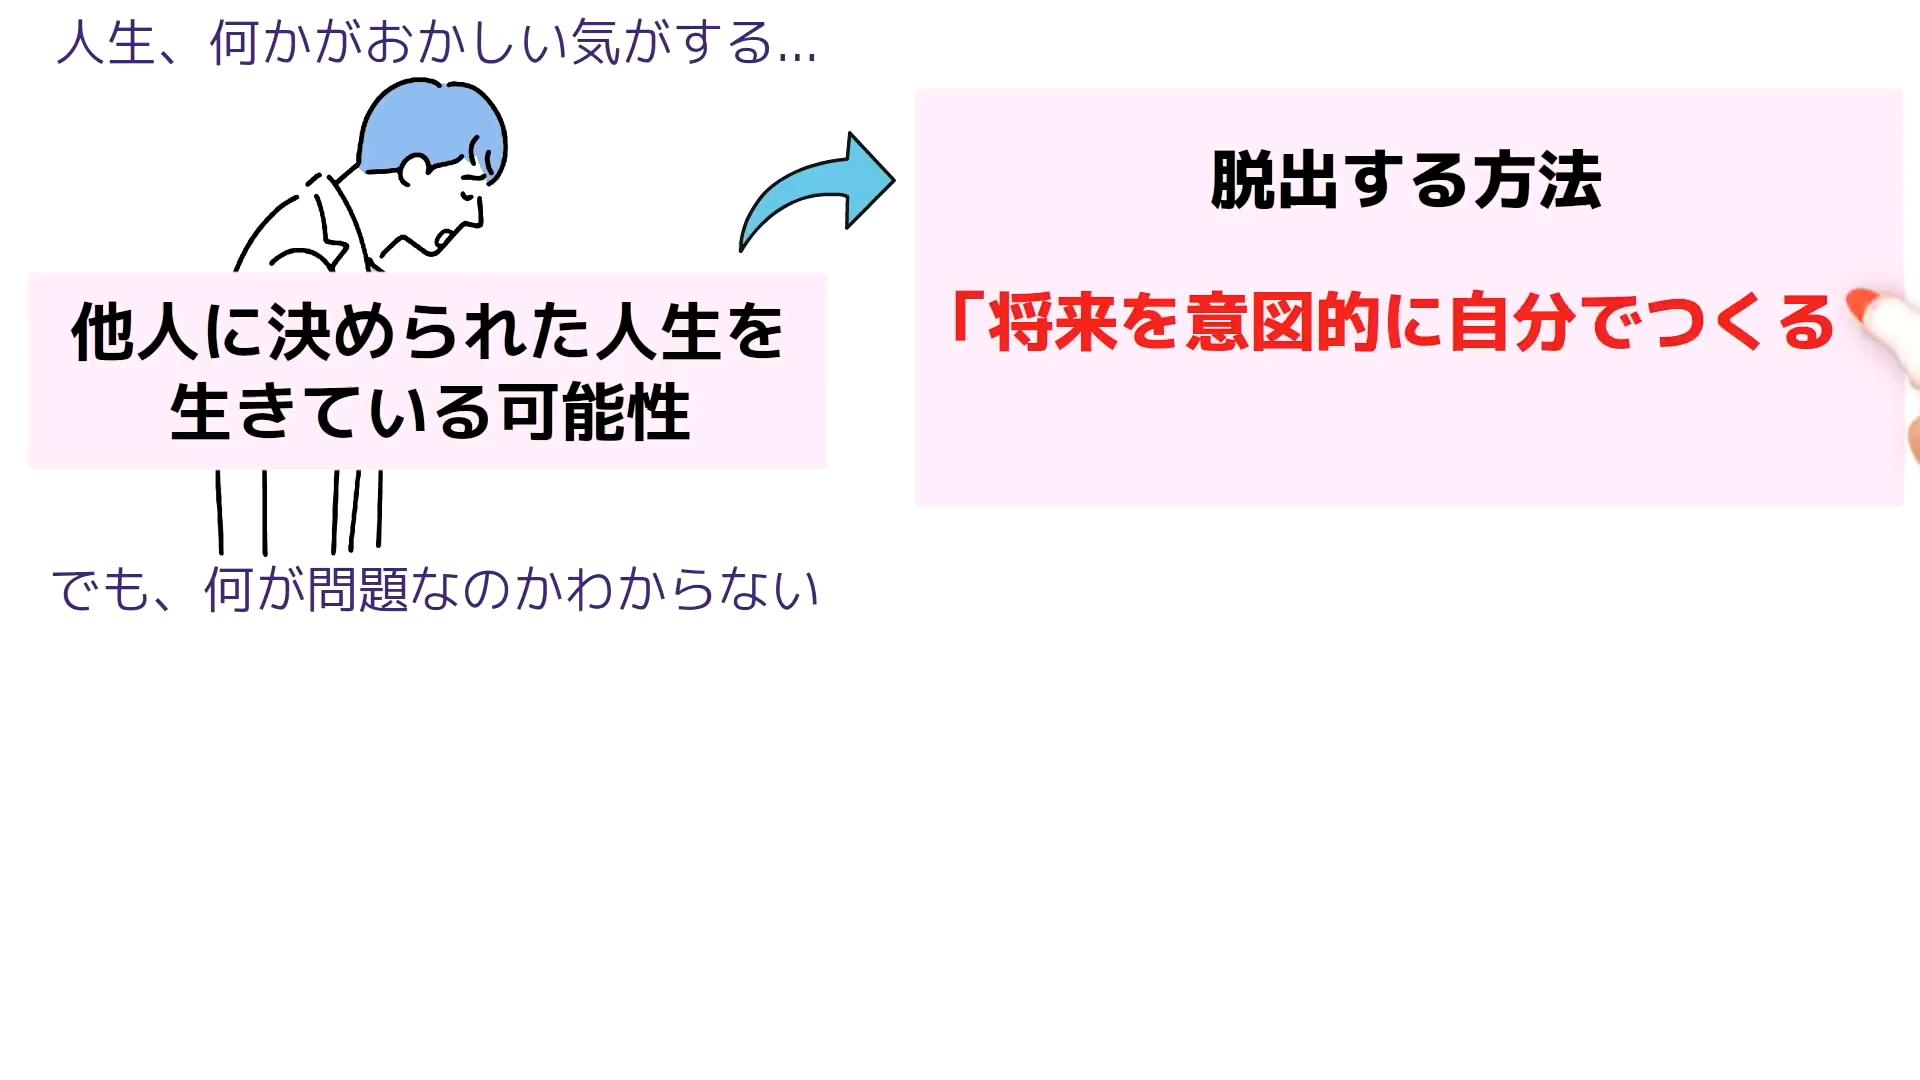 人生、何かがおかしい気がする...
他人に決められた人生を
生きている可能性
でも、何が問題なのかわからない
脱出する方法
「将来を意図的に自分でつくる